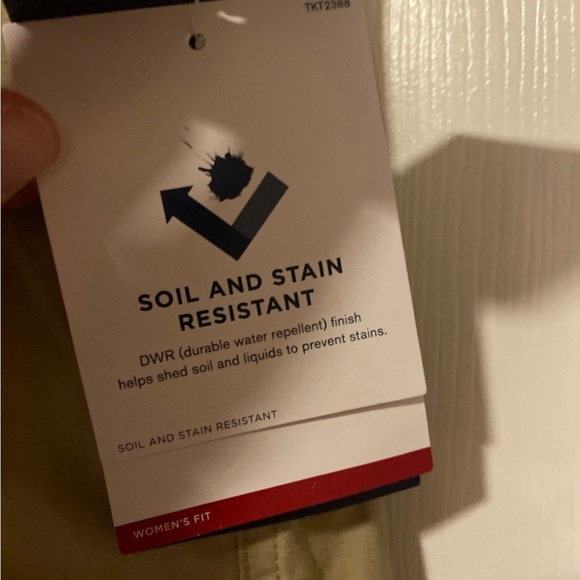 TKT2388
SOIL AND STAIN
RESISTANT
DWR (durable water repellent) finish
helps shed soil and liquids to prevent stains.
SOIL AND STAIN RESISTANT
WOMEN'S FIT